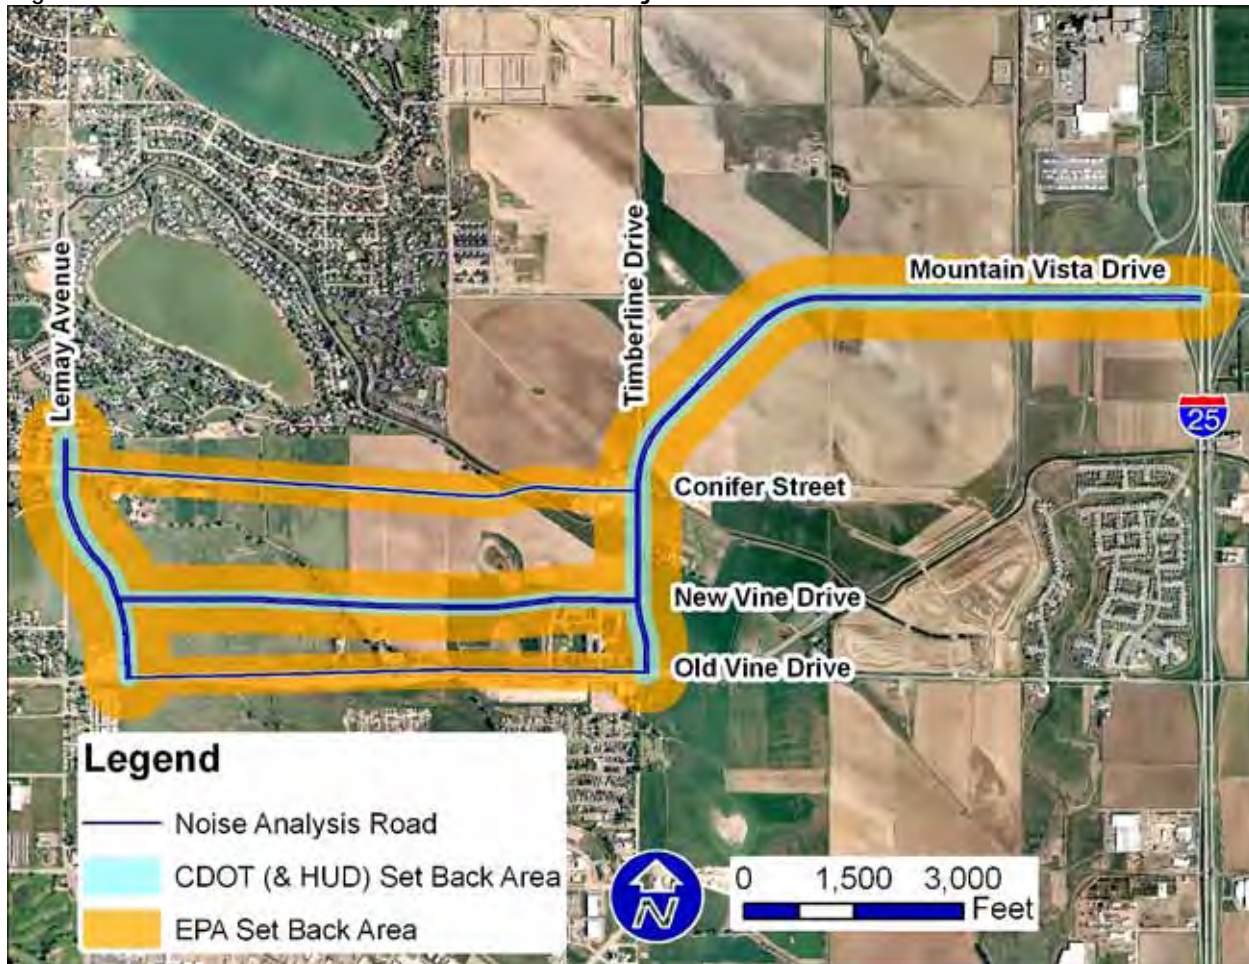 Lemay Avenue
Timberline Drive
Mountain Vista Drive
25
Conifer Street
New Vine Drive
Old Vine Drive
Legend
Noise Analysis Road
CDOT (& HUD) Set Back Area
EPA Set Back Area
N
0 1,500 3,000
Feet